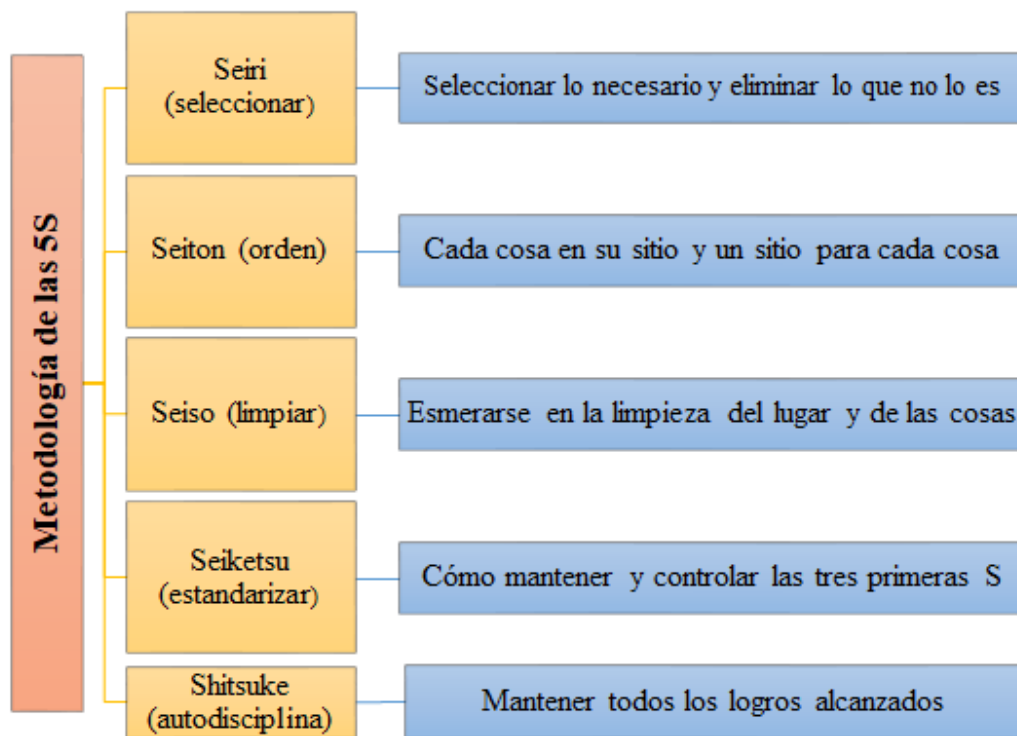 Metodología de las 5S
Seiri
(seleccionar)
Seleccionar lo necesario y eliminar lo que no lo es
Seiton (orden)
Cada cosa en su sitio y un sitio para cada cosa
Seiso (limpiar)
Esmerarse en la limpieza del lugar y de las cosas
Seiketsu
(estandarizar)
Cómo mantener y controlar las tres primeras S
Shitsuke
(autodisciplina)
Mantener todos los logros alcanzados